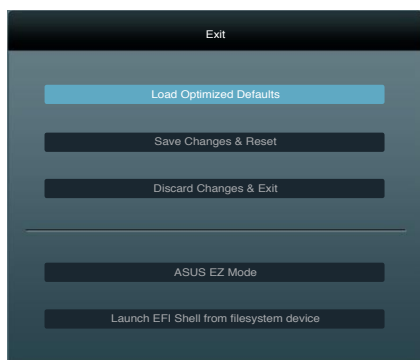 Exit
Load Optimized Defaults
Save Changes & Reset
Discard Changes & Exit
ASUS EZ Mode
Launch EFI Shell from filesystem device